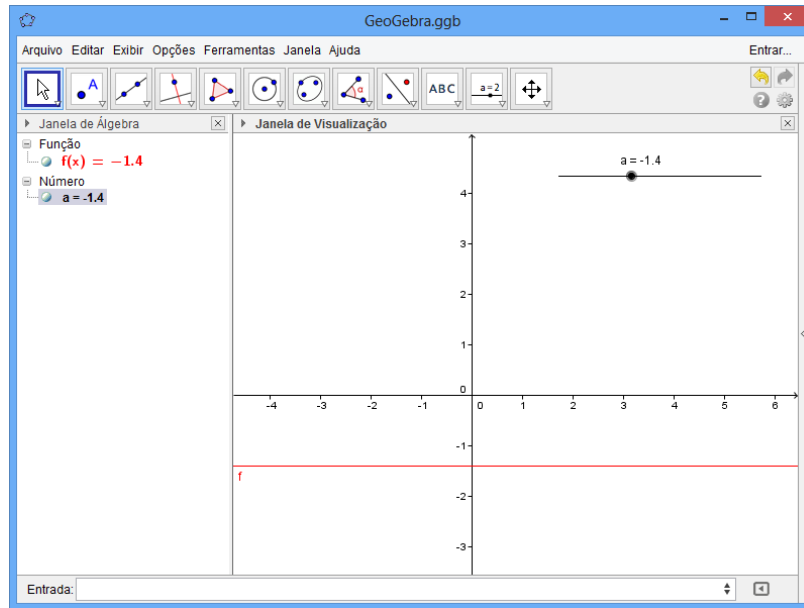 GeoGebra.ggb
Arquivo Editar Exibir Opções Ferramentas Janela Ajuda Entrar...
A α ABC a=2
Janela de Álgebra
Janela de Visualização
Função
f(x) = −1.4
Número
a = -1.4
a = -1.4
4
3
2
1
0
-4 -3 -2 -1 0 1 2 3 4 5 6
-1
f
-2
-3
Entrada: